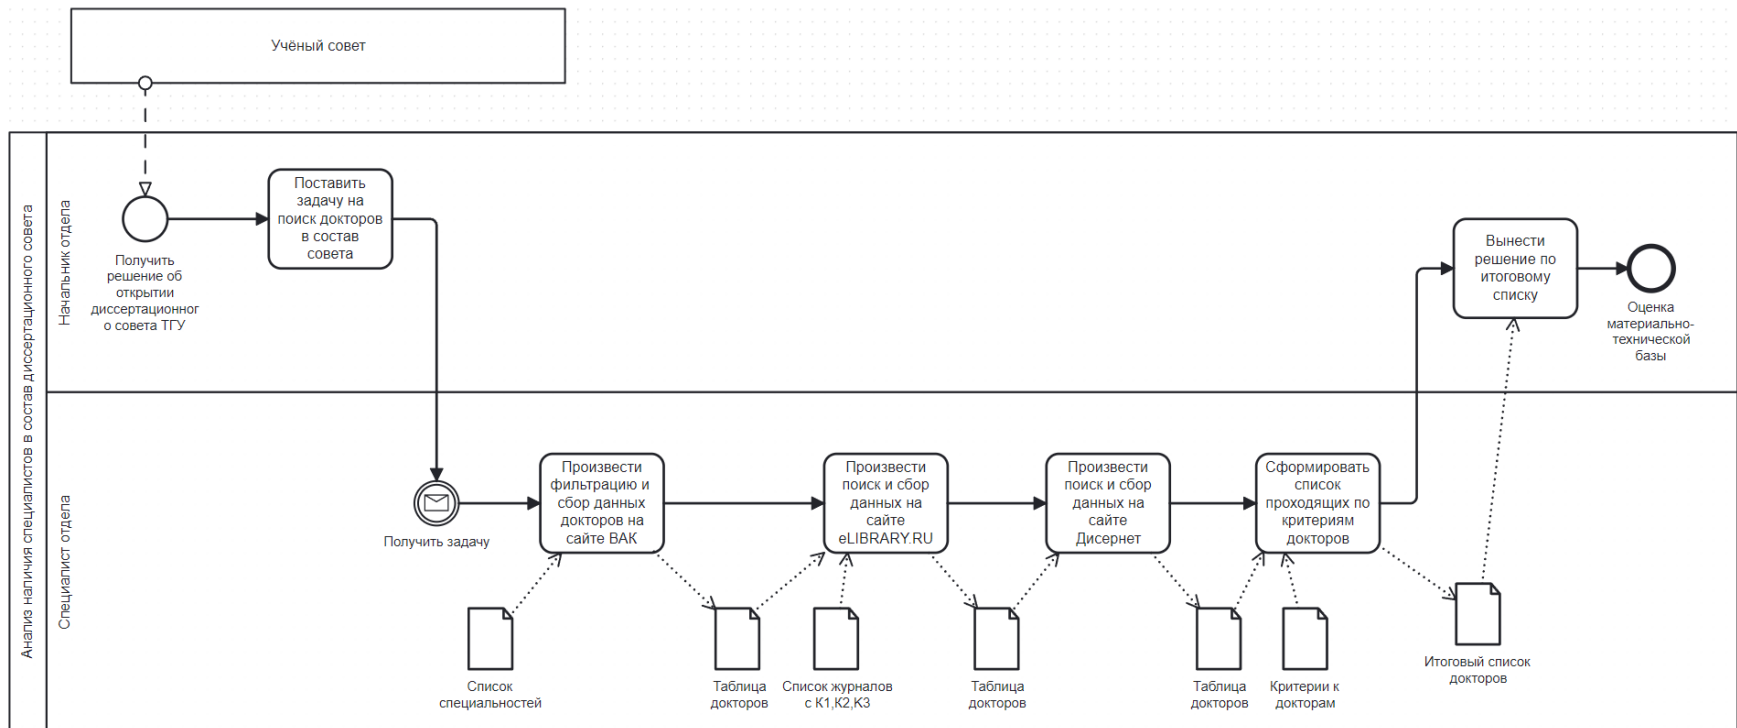 Учёный совет
Анализ наличия специалистов в состав диссертационного совета
Начальник отдела
Получить
решение об
открытии
диссертационног
о совета ТГУ
Поставить
задачу на
поиск докторов
в состав
совета
Вынести
решение по
итоговому
списку
Оценка
материально-
технической
базы
Специалист отдела
Получить задачу
Произвести
фильтрацию и
сбор данных
докторов на
сайте ВАК
Произвести
поиск и сбор
данных на
сайте
eLIBRARY.RU
Произвести
поиск и сбор
данных на
сайте
Дисернет
Сформировать
список
проходящих по
критериям
докторов
Список
специальностей
Таблица
докторов
Список журналов
с К1,К2,К3
Таблица
докторов
Таблица
докторов
Критерии к
докторам
Итоговый список
докторов